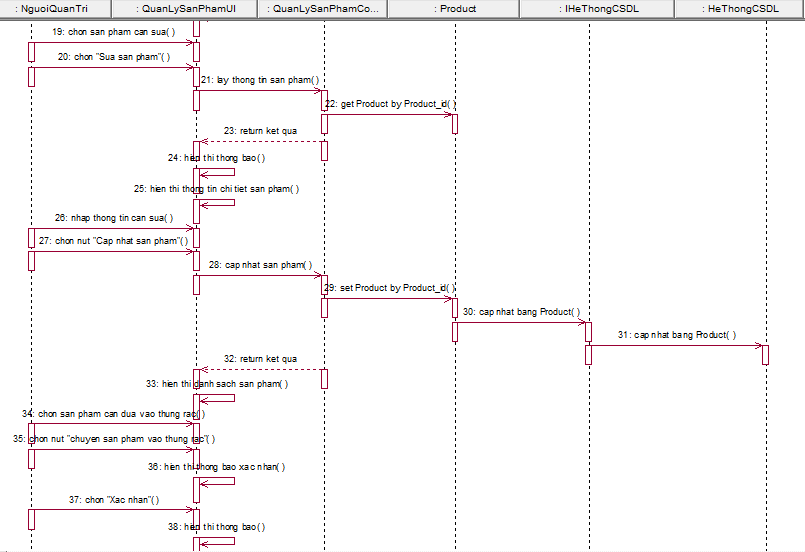 : NguoiQuanTri
: QuanLySanPhamUI
: QuanLySanPhamCo...
: Product
: IHeThongCSDL
: HeThongCSDL
19: chon san pham can sua( )
20: chon "Sua san pham"( )
21: lay thong tin san pham( )
22: get Product by Product_id( )
23: return ket qua
24: hien thi thong bao( )
25: hien thi thong tin chi tiet san pham( )
26: nhap thong tin can sua( )
27: chon nut "Cap nhat san pham"( )
28: cap nhat san pham( )
29: set Product by Product_id( )
30: cap nhat bang Product( )
31: cap nhat bang Product( )
32: return ket qua
33: hien thi danh sach san pham( )
34: chon san pham can dua vao thung rac( )
35: chon nut "chuyen san pham vao thung rac"( )
36: hien thi thong bao xac nhan( )
37: chon "Xac nhan"( )
38: hien thi thong bao( )